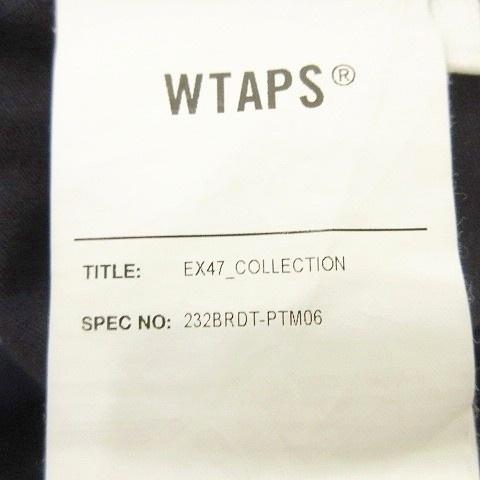 WTAPS®
TITLE: EX47_COLLECTION
SPEC NO: 232BRDT-PTM06